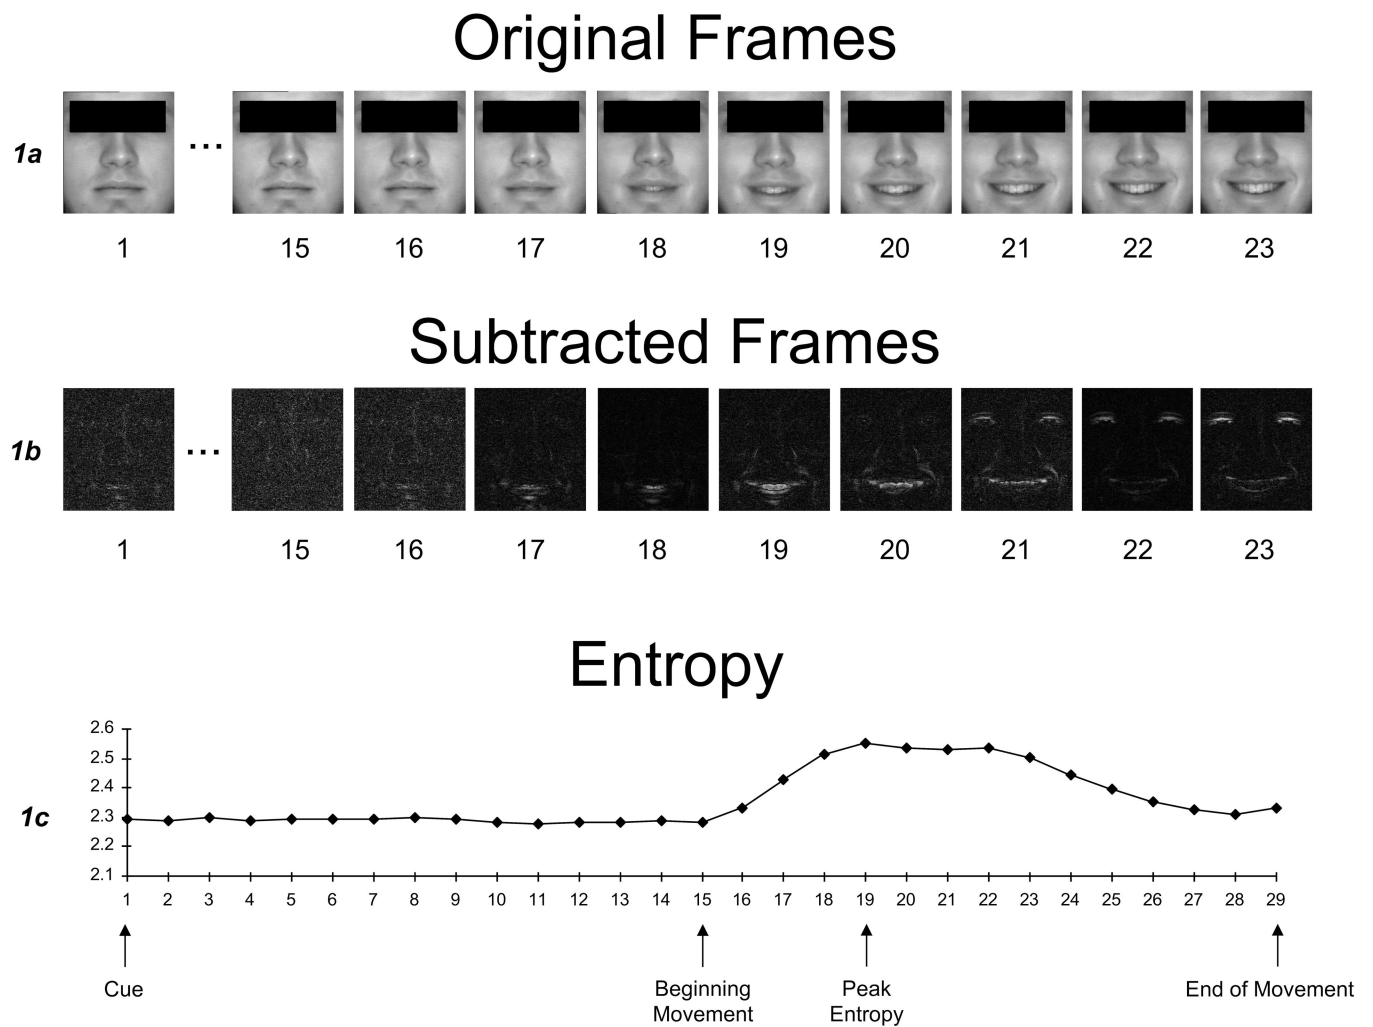 Original Frames
1a
...
1 15 16 17 18 19 20 21 22 23
Subtracted Frames
1b
...
1 15 16 17 18 19 20 21 22 23
Entropy
1c
2.6
2.5
2.4
2.3
2.2
2.1
1 2 3 4 5 6 7 8 9 10 11 12 13 14 15 16 17 18 19 20 21 22 23 24 25 26 27 28 29
Cue
Beginning
Movement
Peak
Entropy
End of Movement